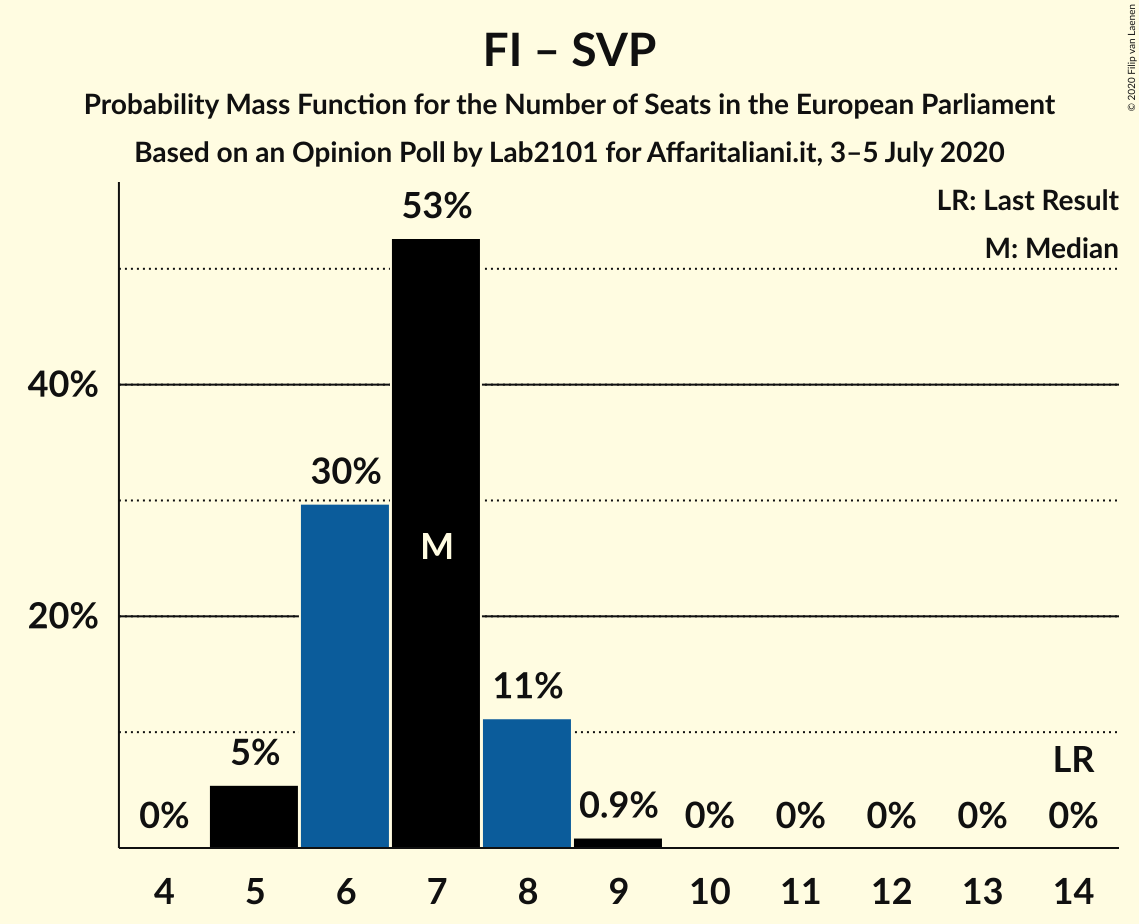 FI – SVP
Probability Mass Function for the Number of Seats in the European Parliament
Based on an Opinion Poll by Lab2101 for Affaritaliani.it, 3–5 July 2020
© 2020 Filip van Laenen
LR: Last Result
M: Median
53%
40%
30%
M
20%
11%
5%
LR
0%
0.9%
0%
0%
0%
0%
0%
4 5 6 7 8 9 10 11 12 13 14